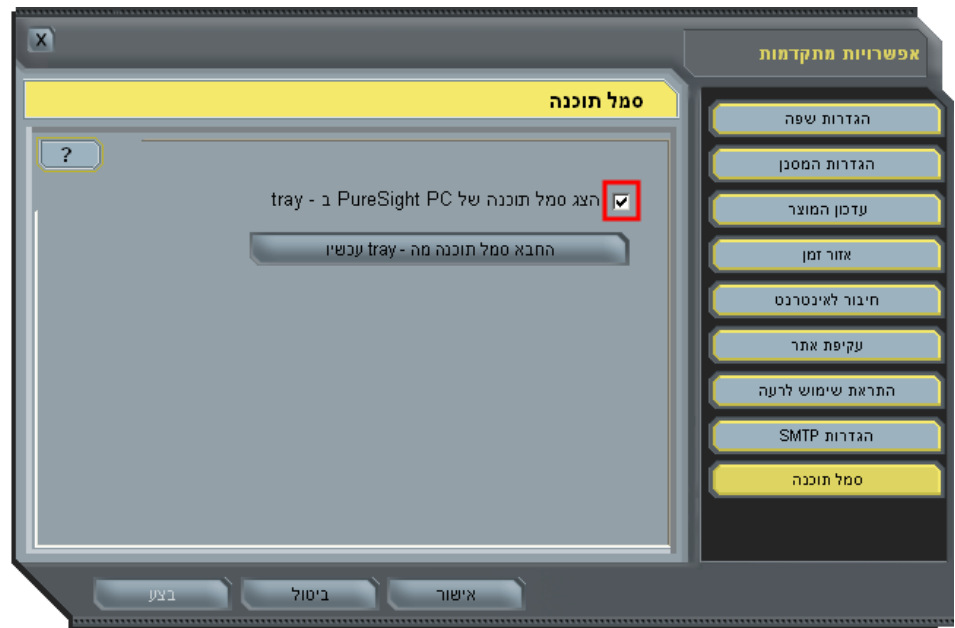 X
אפשרויות מתקדמות
סמל תוכנה
?
הצג סמל תוכנה של PureSight PC ב - tray
החבא סמל תוכנה מה - tray עכשיו
הגדרות שפה
הגדרות המסנן
עדכון המוצר
אזור זמן
חיבור לאינטרנט
עקיפת אתר
התראת שימוש לרעה
הגדרות SMTP
סמל תוכנה
אישור
ביטול
בצע